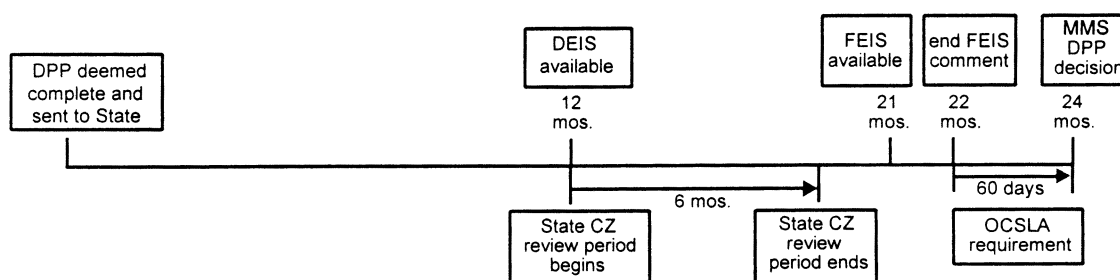 DPP deemed
complete and
sent to State
DEIS
available
12
mos.
FEIS
available
21
mos.
end FEIS
comment
22
mos.
MMS
DPP
decision
24
mos.
6 mos.
60 days
State CZ
review period
begins
State CZ
review
period ends
OCSLA
requirement